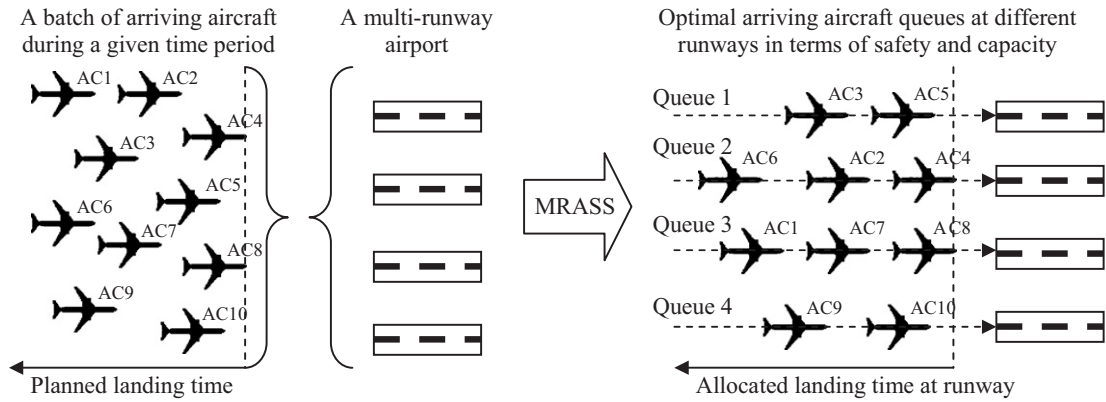 A batch of arriving aircraft
during a given time period
A multi-runway
airport
Optimal arriving aircraft queues at different
runways in terms of safety and capacity
AC1
AC2
AC4
AC3
AC5
AC6
AC7
AC8
AC9
AC10
Planned landing time
MRASS
Queue 1
AC3
AC5
Queue 2
AC6
AC2
AC4
Queue 3
AC1
AC7
AC8
Queue 4
AC9
AC10
Allocated landing time at runway